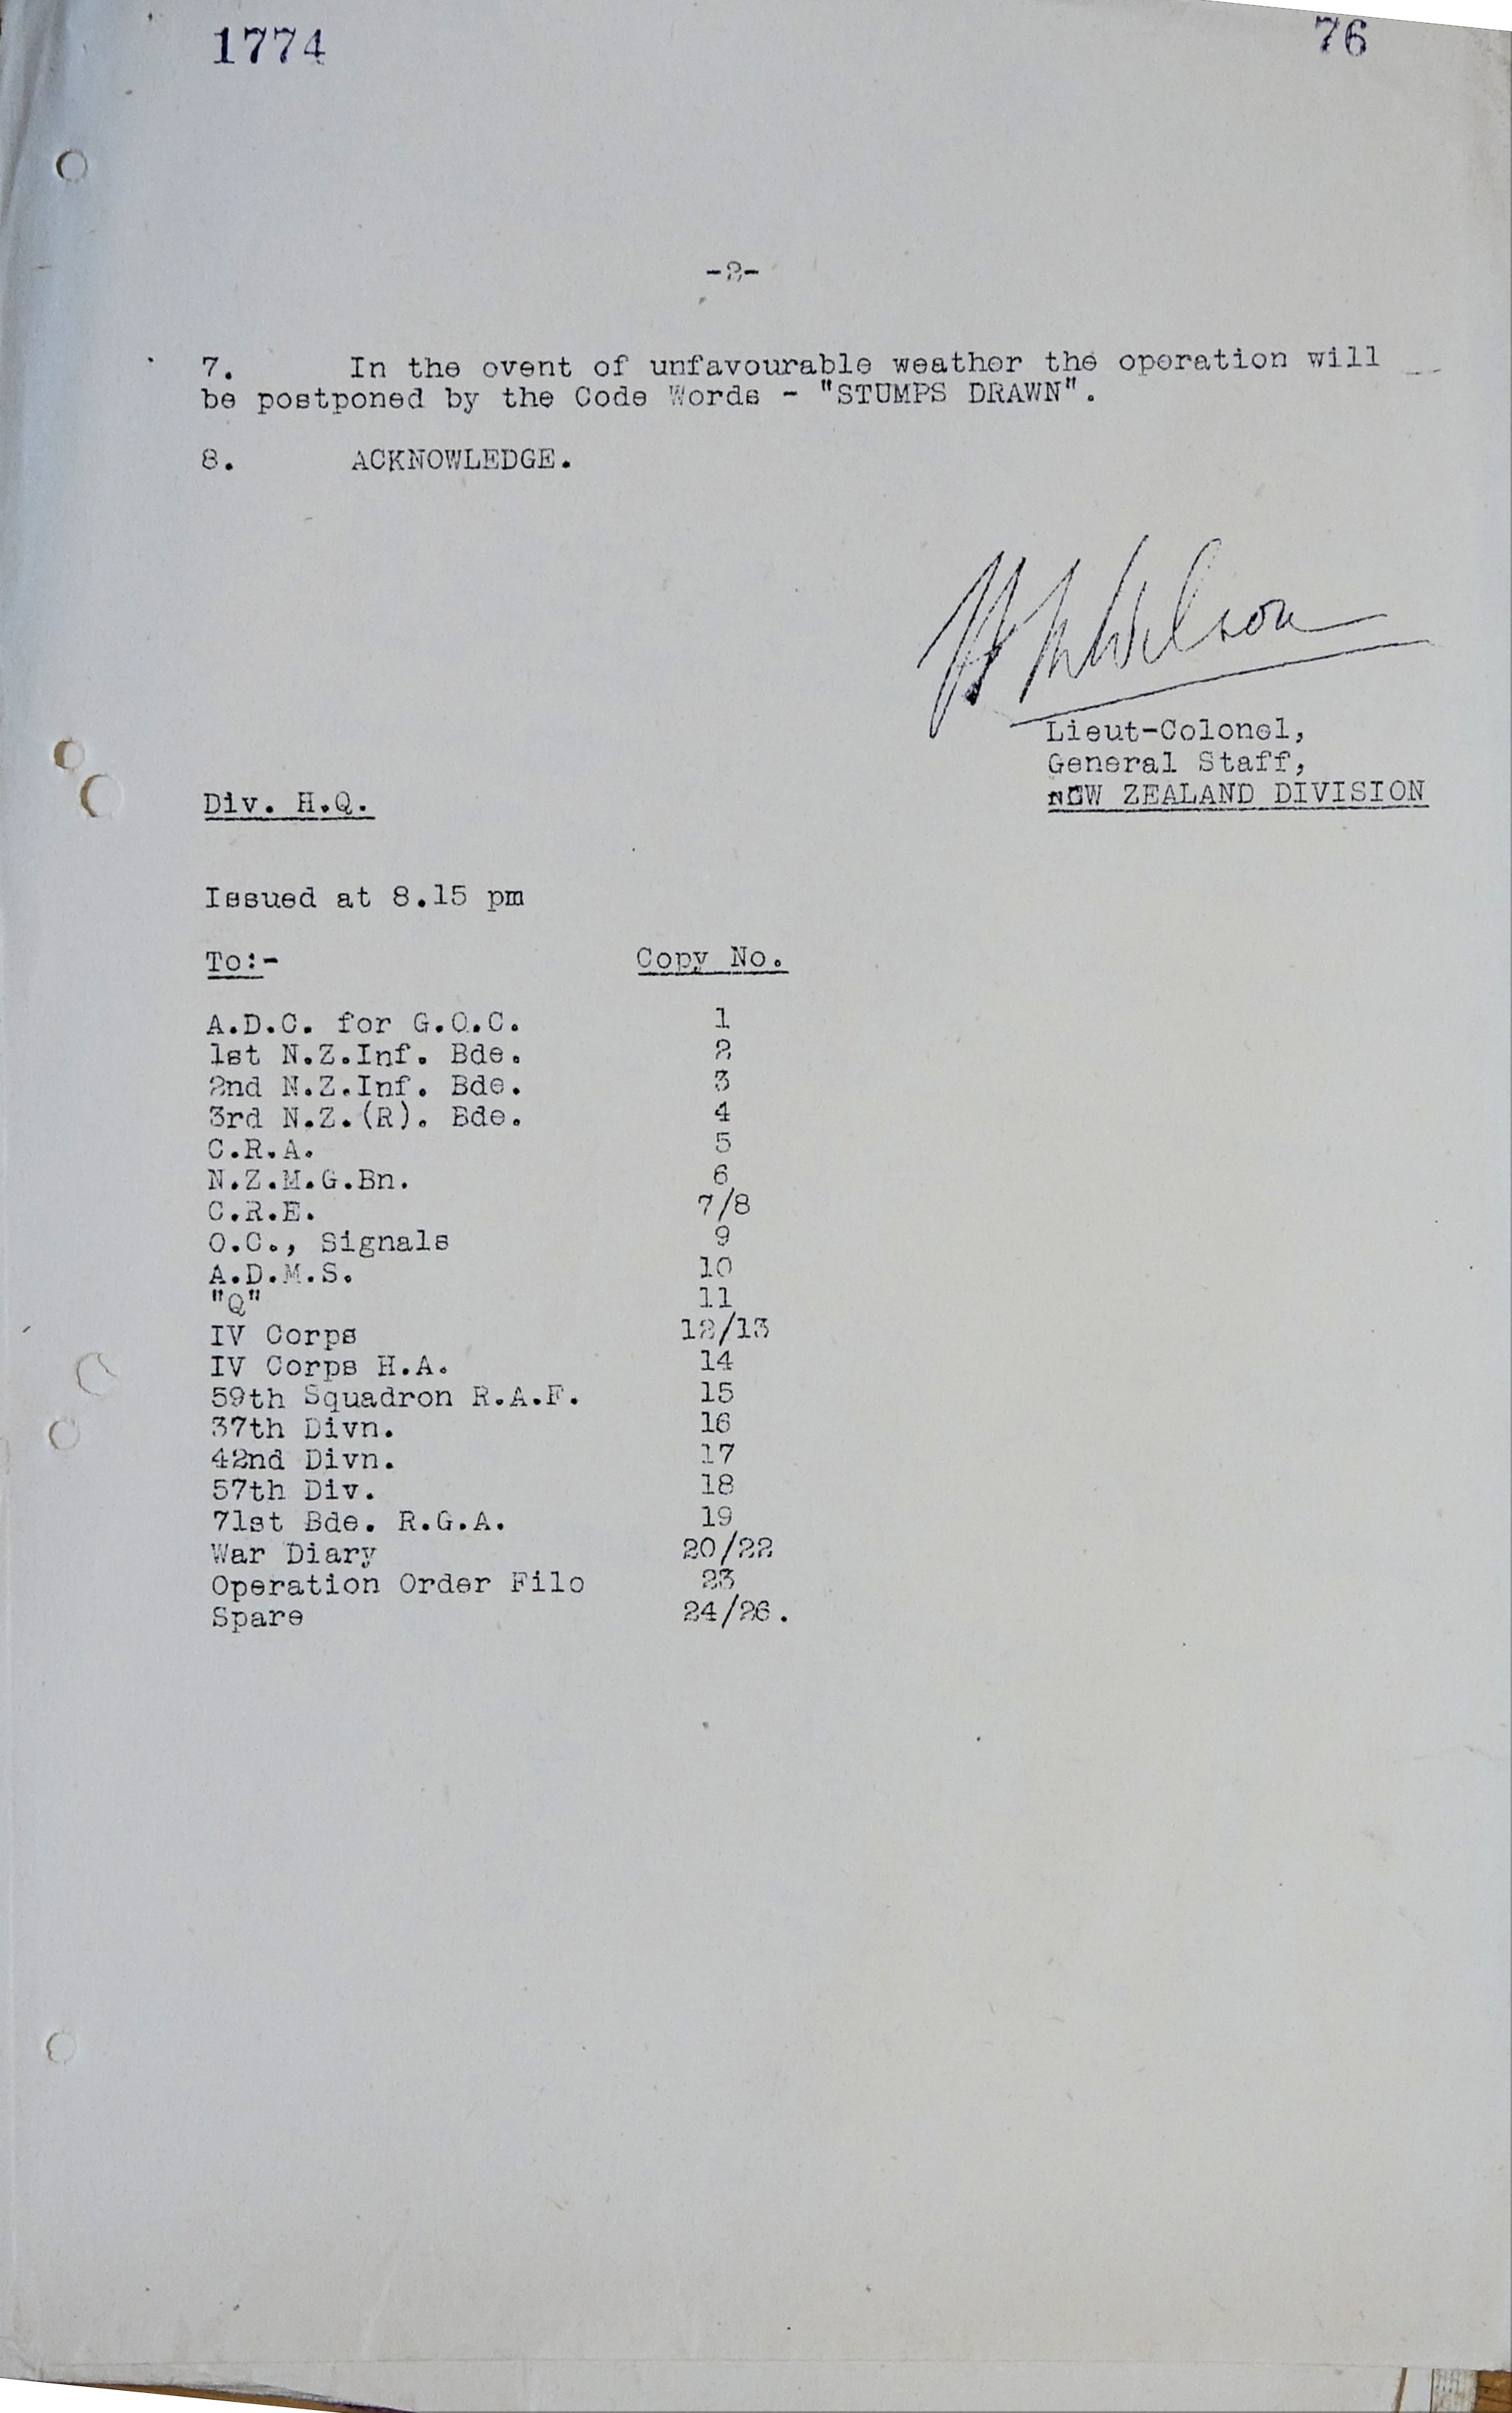 1774 76
-2-
7. In the event of unfavourable weather the operation will
be postponed by the Code Words - "STUMPS DRAWN".
8. ACKNOWLEDGE.
H M Wilson
Lieut-Colonel,
General Staff,
NEW ZEALAND DIVISION
Div. H.Q.
Issued at 8.15 pm
To:- Copy No.
A.D.C. for G.O.C. 1
1st N.Z.Inf. Bde. 2
2nd N.Z.Inf. Bde. 3
3rd N.Z.(R). Bde. 4
C.R.A. 5
N.Z.M.G.Bn. 6
C.R.E. 7/8
O.C., Signals 9
A.D.M.S. 10
"Q" 11
IV Corps 12/13
IV Corps H.A. 14
59th Squadron R.A.F. 15
37th Divn. 16
42nd Divn. 17
57th Div. 18
71st Bde. R.G.A. 19
War Diary 20/22
Operation Order File 23
Spare 24/26.